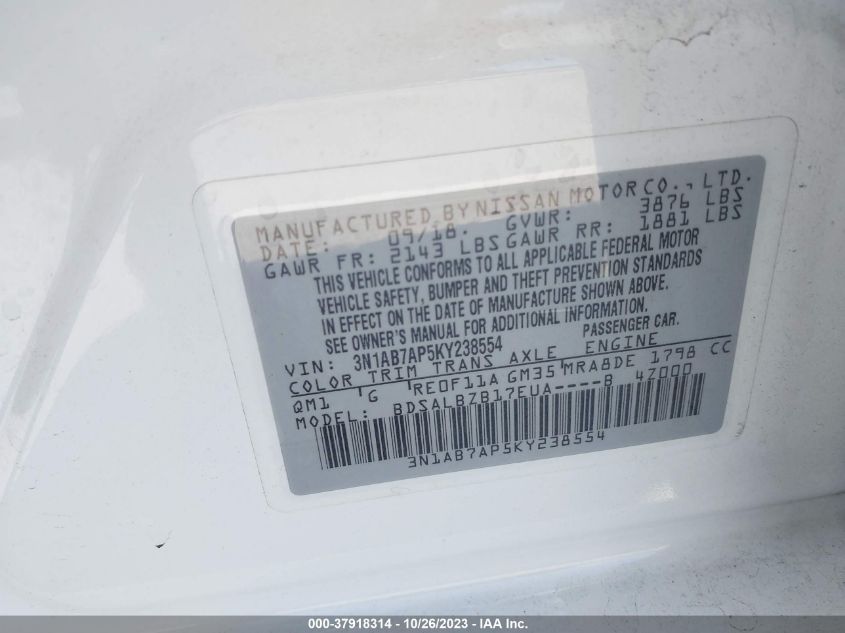 MANUFACTURED BY NISSAN MOTOR CO., LTD.
DATE: 09/18 GVWR: 3876 LBS
GAWR FR: 2143 LBS GAWR RR: 1881 LBS
THIS VEHICLE CONFORMS TO ALL APPLICABLE FEDERAL MOTOR
VEHICLE SAFETY, BUMPER AND THEFT PREVENTION STANDARDS
IN EFFECT ON THE DATE OF MANUFACTURE SHOWN ABOVE.
SEE OWNER'S MANUAL FOR ADDITIONAL INFORMATION.
VIN: 3N1AB7AP5KY238554 PASSENGER CAR.
COLOR TRIM TRANS AXLE ENGINE
QM1 G RE0F11A GM35 MRA8DE 1798 CC
MODEL: BDSALBZB17EUA----B 47000
3N1AB7AP5KY238554
000-37918314 - 10/26/2023 - IAA Inc.